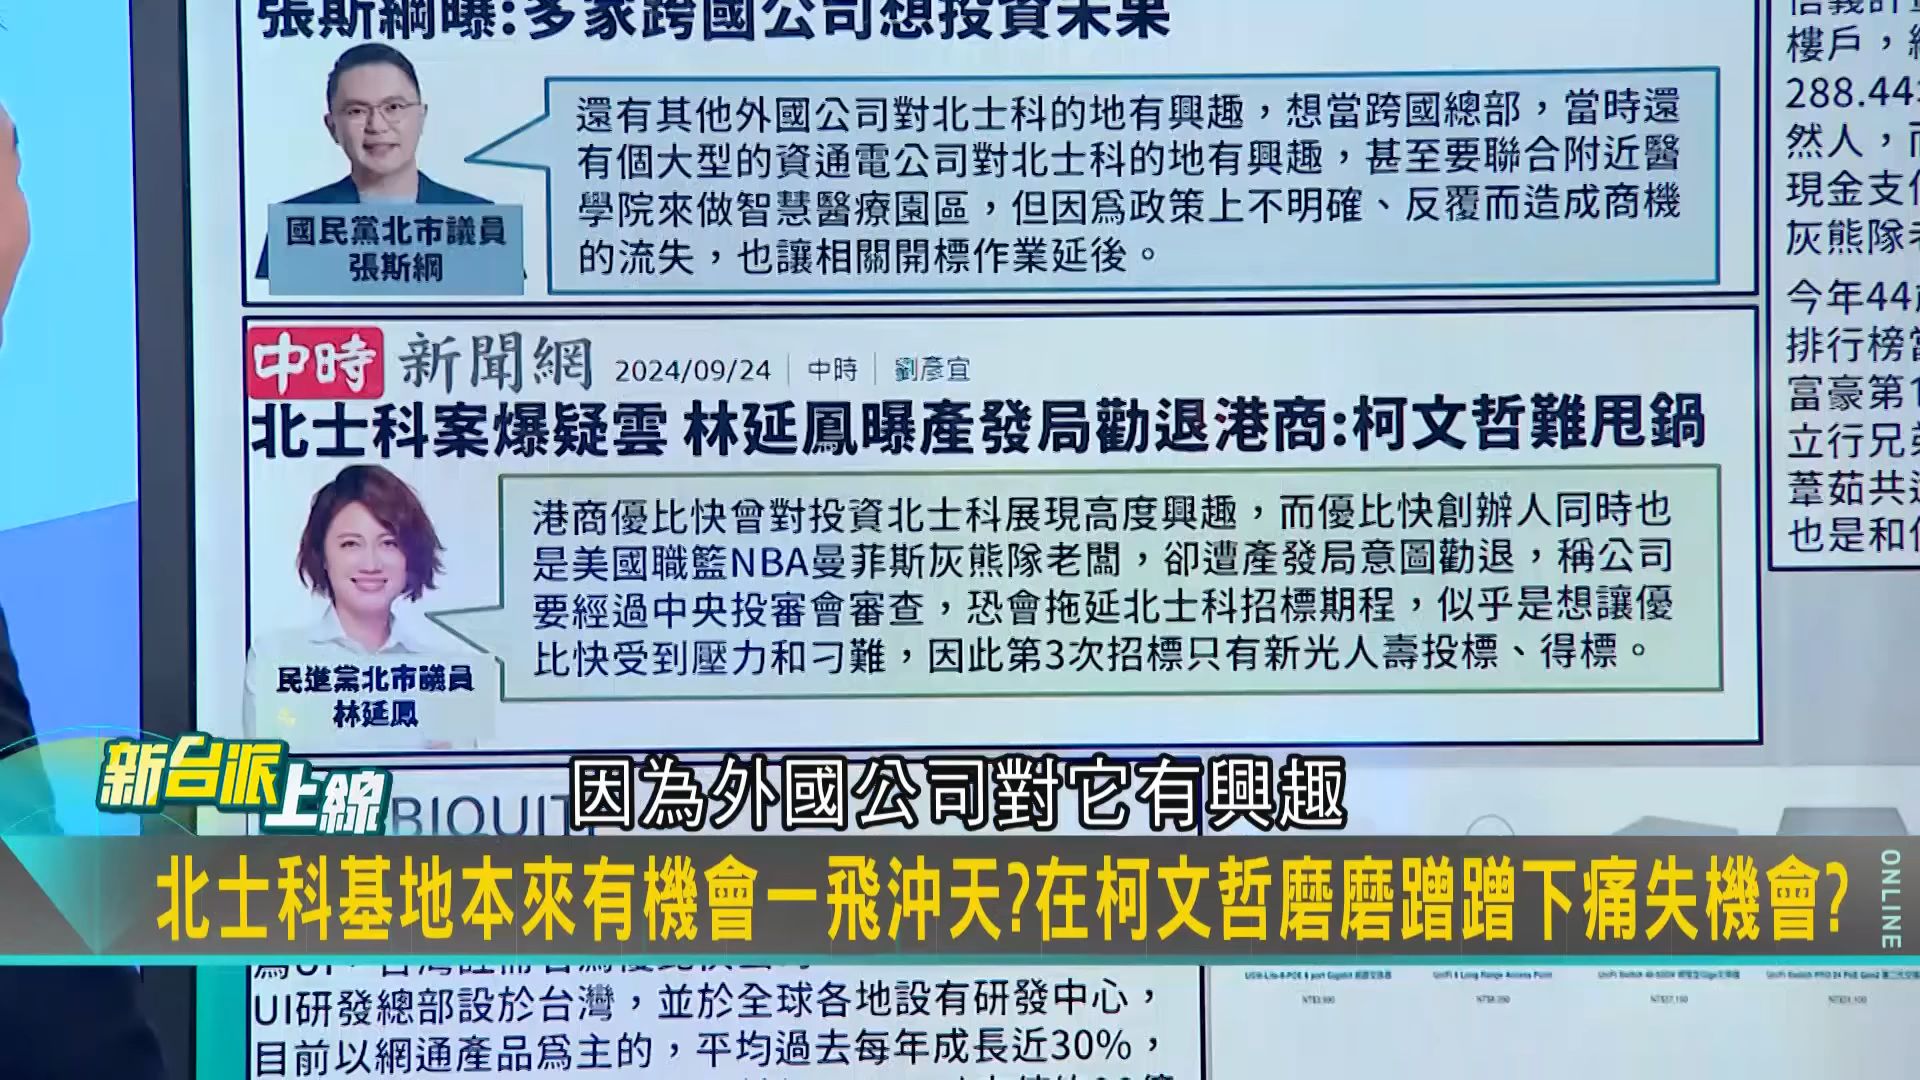 張斯綱曝:多家跨國公司想投資未果
還有其他外國公司對北士科的地有興趣，想當跨國總部，當時還
有個大型的資通電公司對北士科的地有興趣，甚至要聯合附近醫
學院來做智慧醫療園區，但因為政策上不明確、反覆而造成商機
的流失，也讓相關開標作業延後。
國民黨北市議員
張斯綱
中時 新聞網 2024/09/24 | 中時 | 劉彥宜
北士科案爆疑雲 林延鳳曝產發局勸退港商:柯文哲難甩鍋
港商優比快曾對投資北士科展現高度興趣，而優比快創辦人同時也
是美國職籃NBA曼菲斯灰熊隊老闆，卻遭產發局意圖勸退，稱公司
要經過中央投審會審查，恐會拖延北士科招標期程，似乎是想讓優
比快受到壓力和刁難，因此第3次招標只有新光人壽投標、得標。
民進黨北市議員
林延鳳
樓戶，
288.44
然人，
現金支
灰熊隊
今年44
排行榜
富豪第
立行兄
葦茹共
也是和
新台派上線
BIQUIT
因為外國公司對它有興趣
北士科基地本來有機會一飛沖天?在柯文哲磨磨蹭蹭下痛失機會?
ONLINE
UI研發總部設於台灣，並於全球各地設有研發中心，
目前以網通產品為主的，平均過去每年成長近30%，